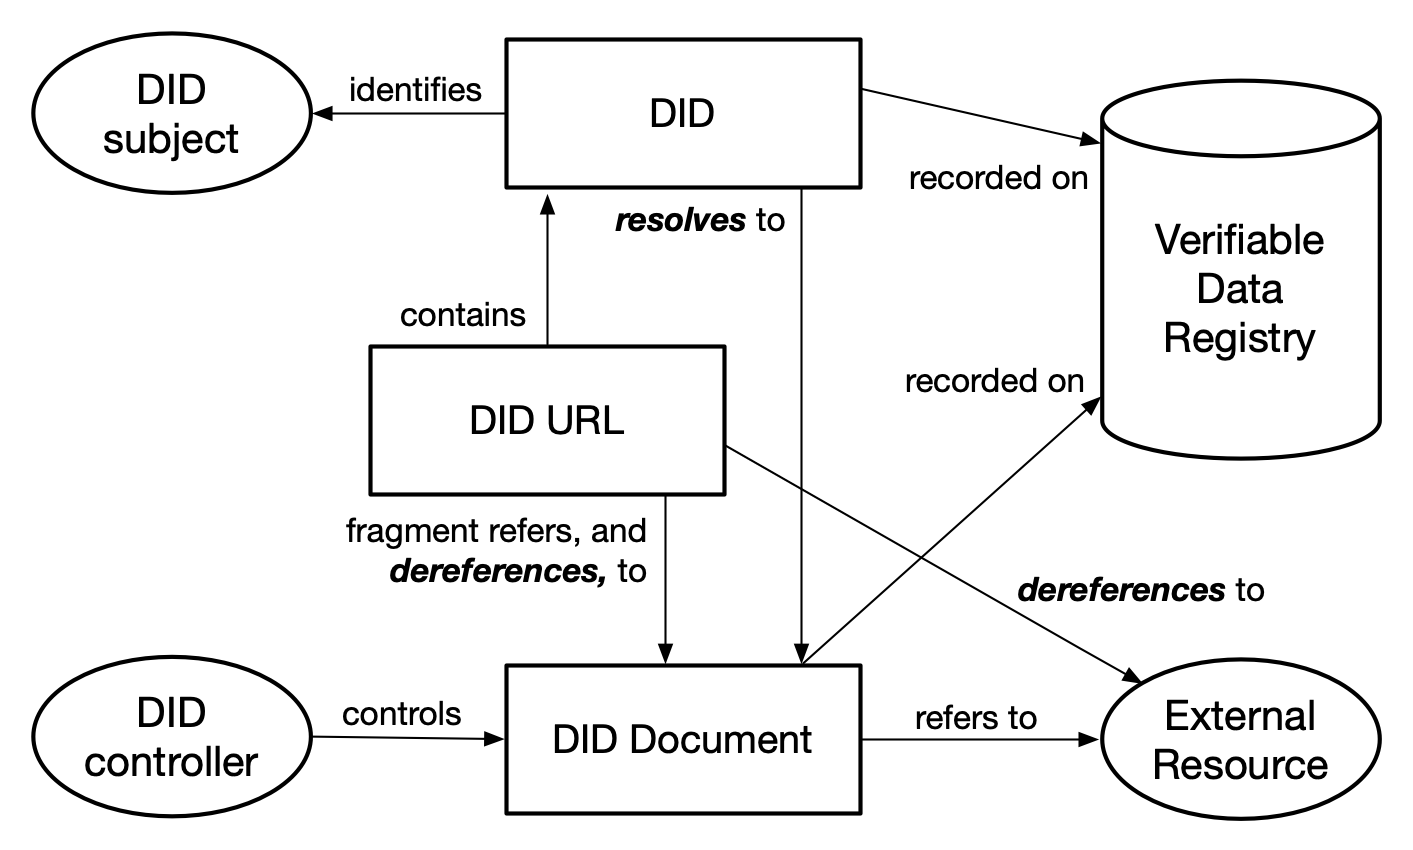 DID
subject
identifies
DID
recorded on
resolves to
Verifiable
Data
Registry
contains
DID URL
recorded on
fragment refers, and
dereferences, to
dereferences to
DID
controller
controls
DID Document
refers to
External
Resource